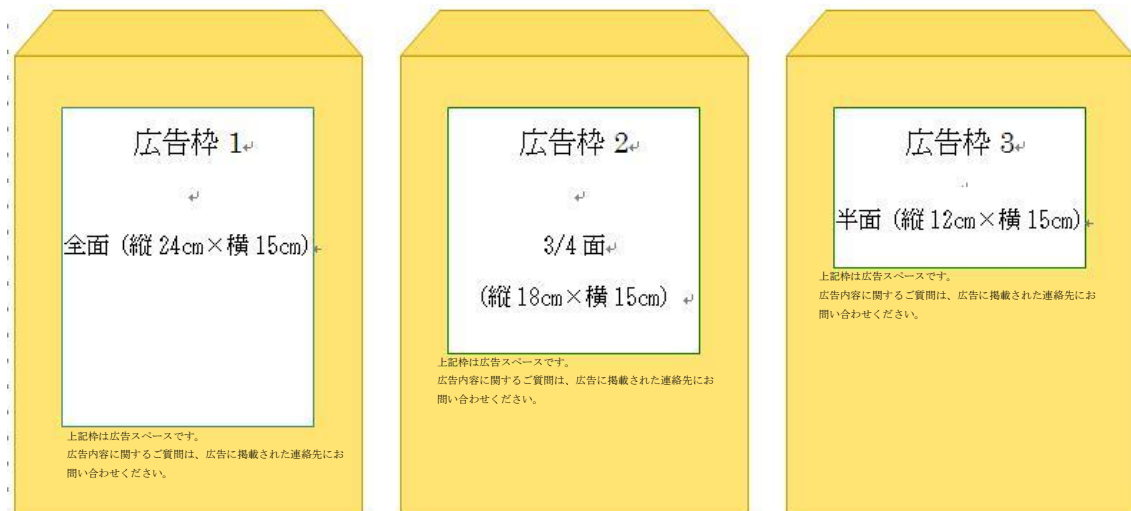 広告枠 1
全面（縦 24cm×横 15cm）
上記枠は広告スペースです。
広告内容に関するご質問は、広告に掲載された連絡先にお
問い合わせください。
広告枠 2
3/4 面
（縦 18cm×横 15cm）
上記枠は広告スペースです。
広告内容に関するご質問は、広告に掲載された連絡先にお
問い合わせください。
広告枠 3
半面（縦 12cm×横 15cm）
上記枠は広告スペースです。
広告内容に関するご質問は、広告に掲載された連絡先にお
問い合わせください。